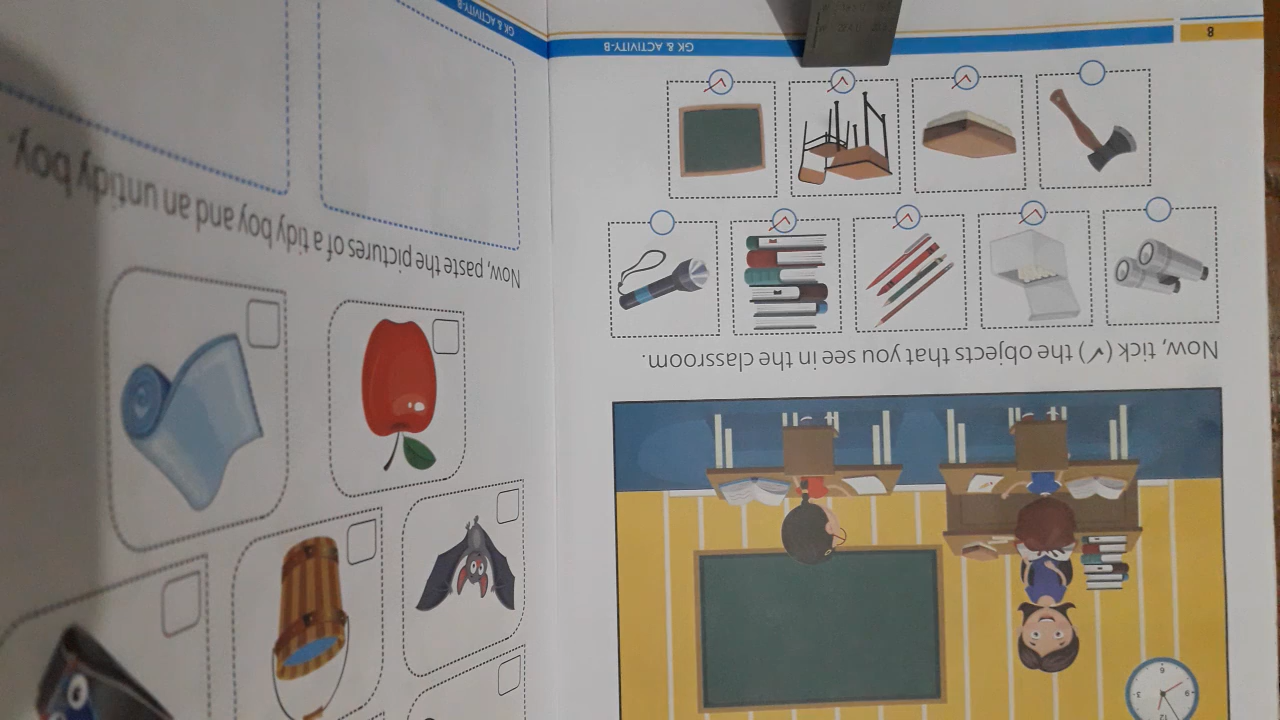 Now, tick (✓) the objects that you see in the classroom.
8
GK & ACTIVITY-B
Now, paste the pictures of a tidy boy and an untidy boy.
GK & ACTIVITY-B